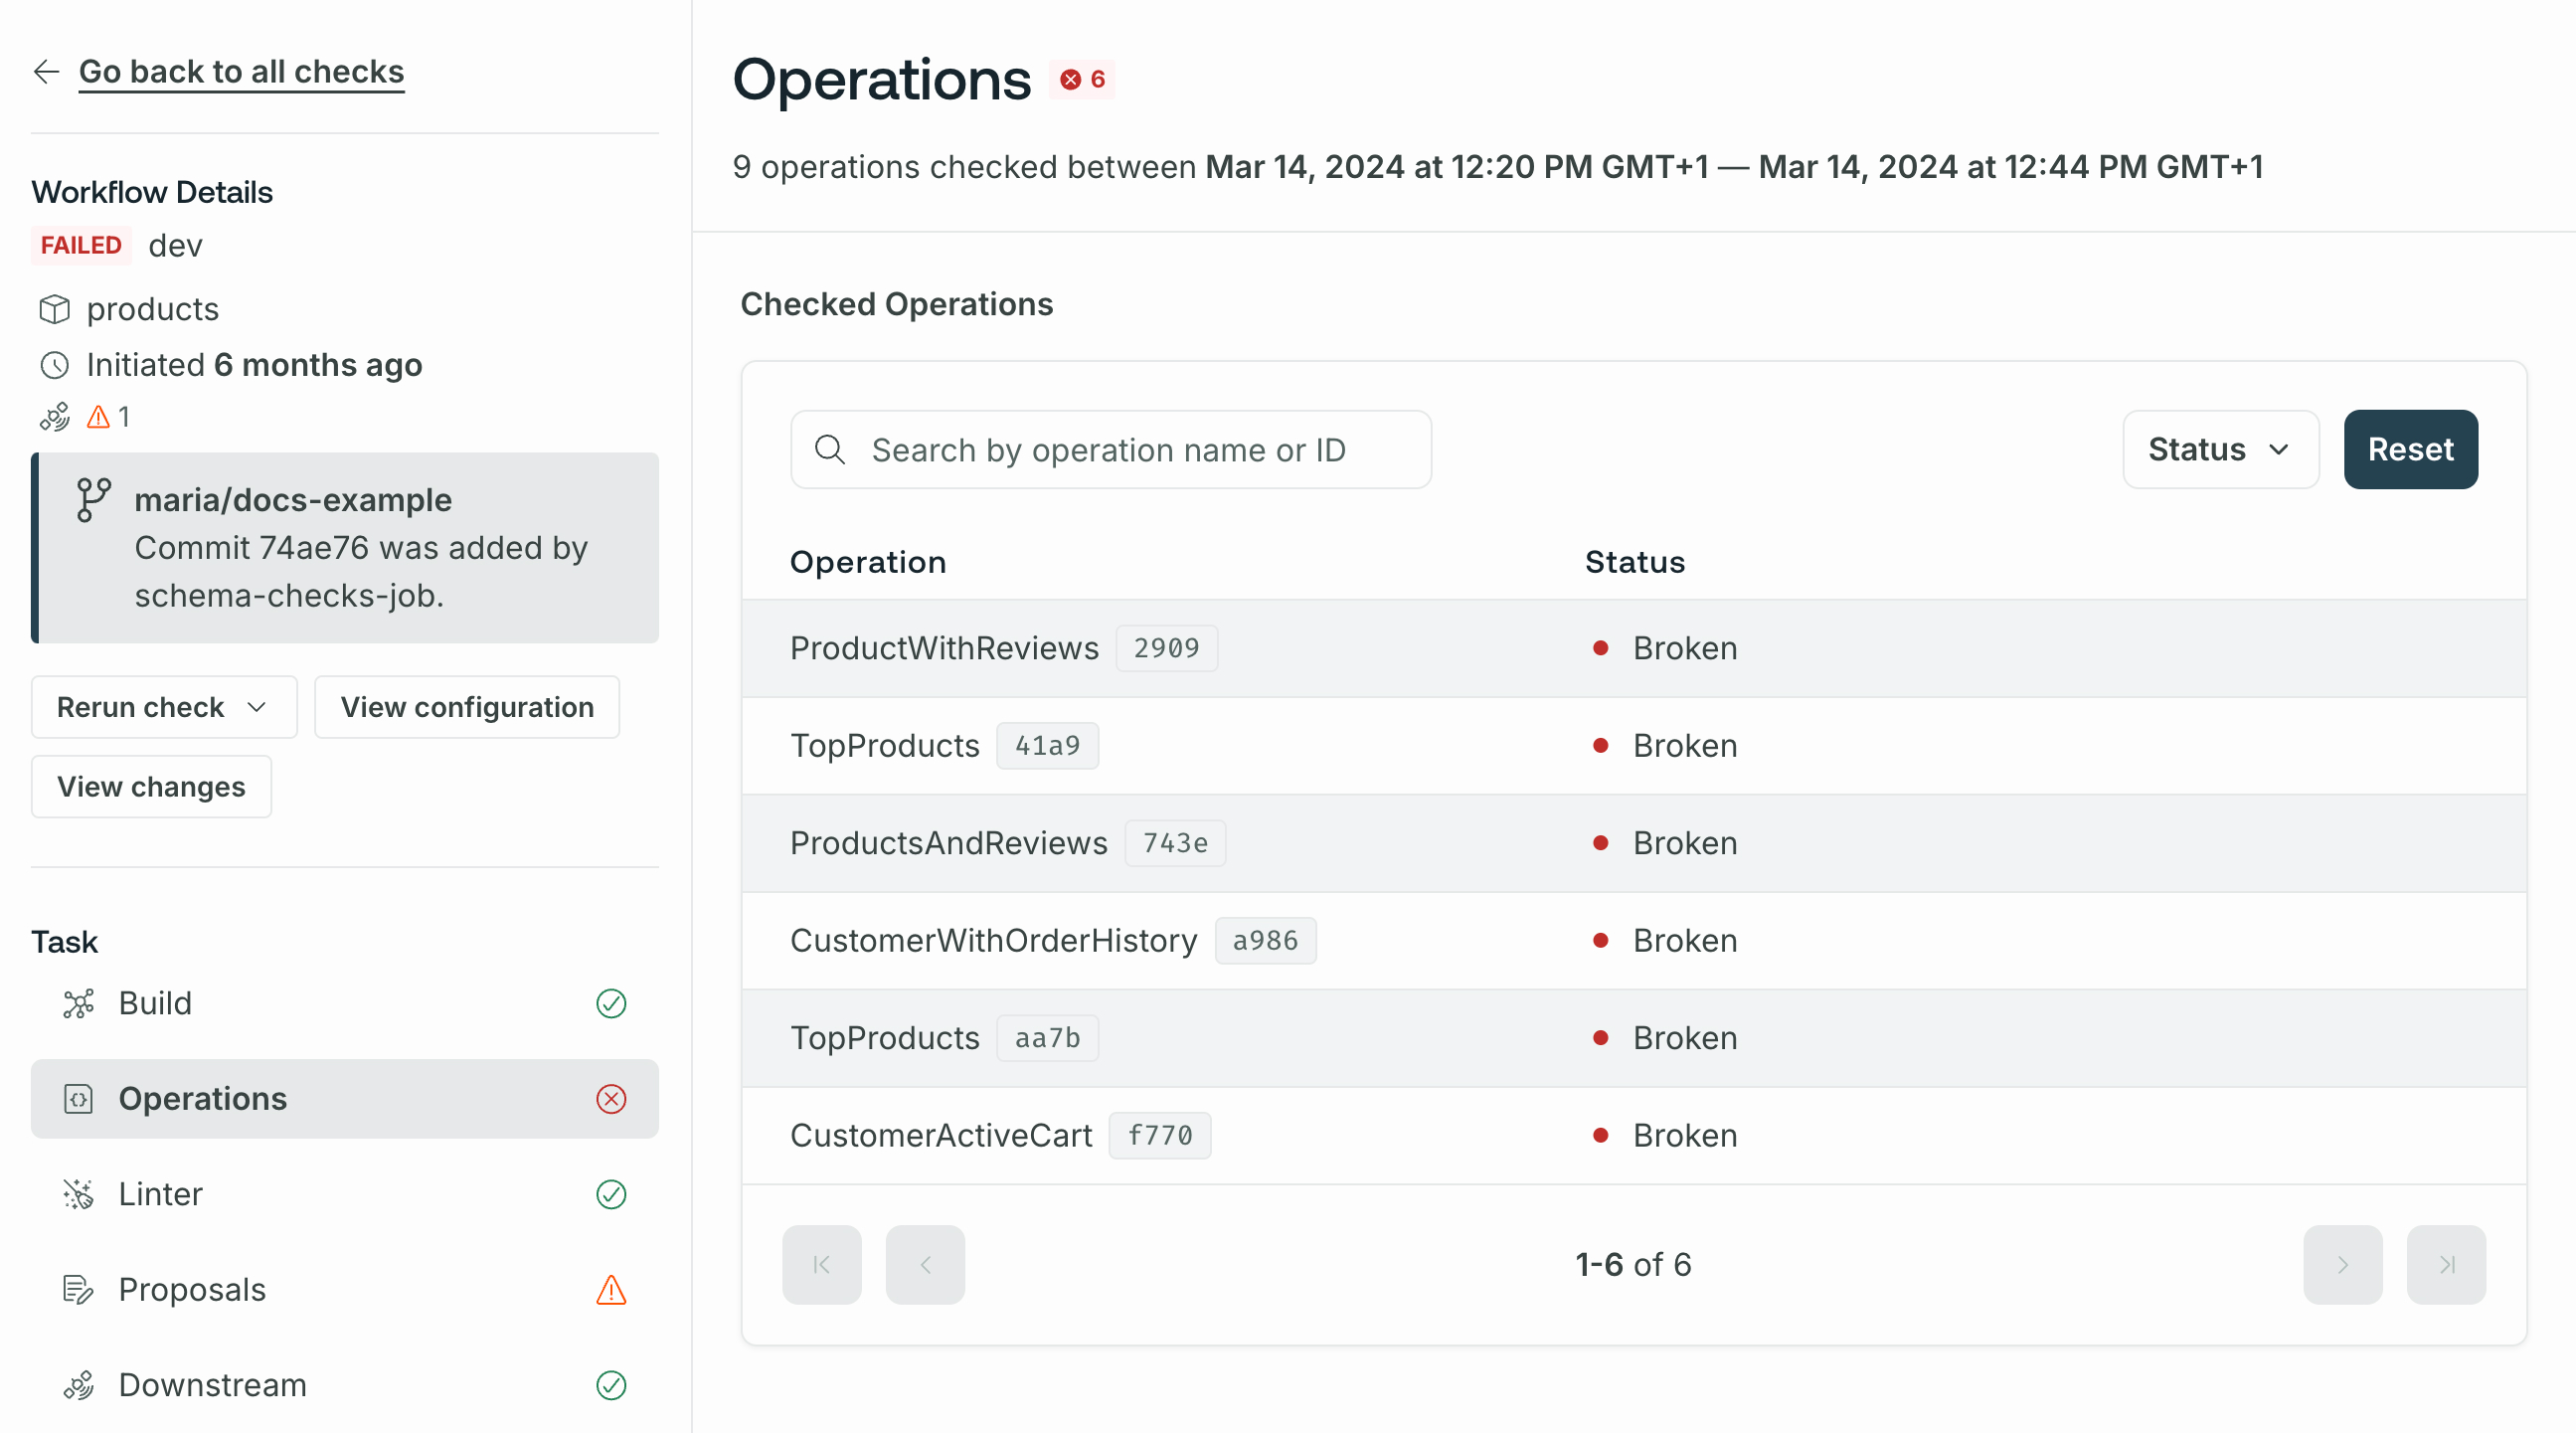 Go back to all checks
Workflow Details
FAILED dev
products
Initiated 6 months ago
1
maria/docs-example
Commit 74ae76 was added by
schema-checks-job.
Rerun check
View configuration
View changes
Task
Build
Operations
Linter
Proposals
Downstream
Operations 6
9 operations checked between Mar 14, 2024 at 12:20 PM GMT+1 — Mar 14, 2024 at 12:44 PM GMT+1
Checked Operations
Search by operation name or ID
Status
Reset
Operation Status
ProductWithReviews 2909 Broken
TopProducts 41a9 Broken
ProductsAndReviews 743e Broken
CustomerWithOrderHistory a986 Broken
TopProducts aa7b Broken
CustomerActiveCart f770 Broken
1-6 of 6